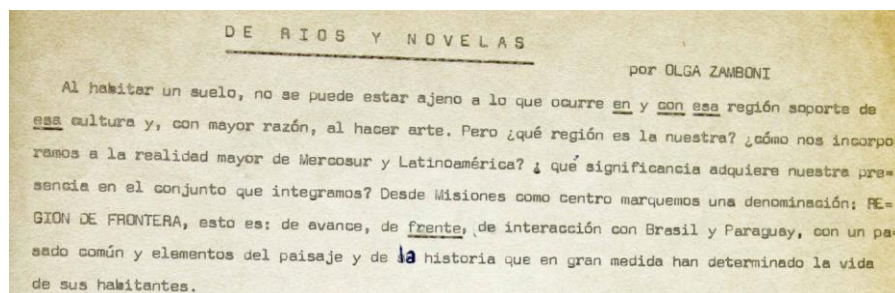 DE RIOS Y NOVELAS
por OLGA ZAMBONI
Al habitar un suelo, no se puede estar ajeno a lo que ocurre en y con esa región soporte de
esa cultura y, con mayor razón, al hacer arte. Pero ¿qué región es la nuestra? ¿cómo nos incorpo
ramos a la realidad mayor de Mercosur y Latinoamérica? ¿ qué significancia adquiere nuestra pre=
sencia en el conjunto que integramos? Desde Misiones como centro marquemos una denominación: RE=
GION DE FRONTERA, esto es: de avance, de frente, de interacción con Brasil y Paraguay, con un pa=
sado común y elementos del paisaje y de la historia que en gran medida han determinado la vida
de sus habitantes.